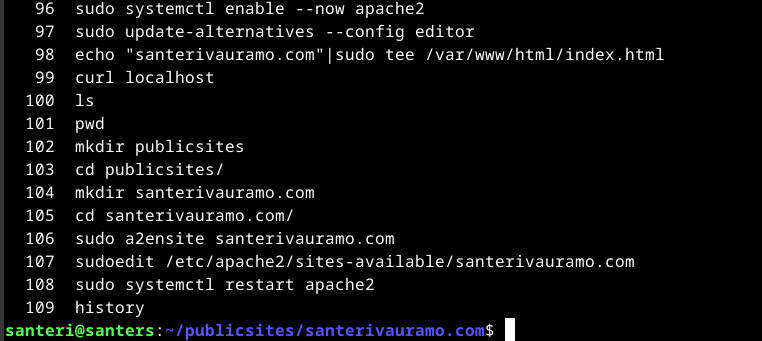 96 sudo systemctl enable --now apache2
97 sudo update-alternatives --config editor
98 echo "santerivauramo.com"|sudo tee /var/www/html/index.html
99 curl localhost
100 ls
101 pwd
102 mkdir publicsites
103 cd publicsites/
104 mkdir santerivauramo.com
105 cd santerivauramo.com/
106 sudo a2ensite santerivauramo.com
107 sudoedit /etc/apache2/sites-available/santerivauramo.com
108 sudo systemctl restart apache2
109 history
santeri@santers:~/publicsites/santerivauramo.com$